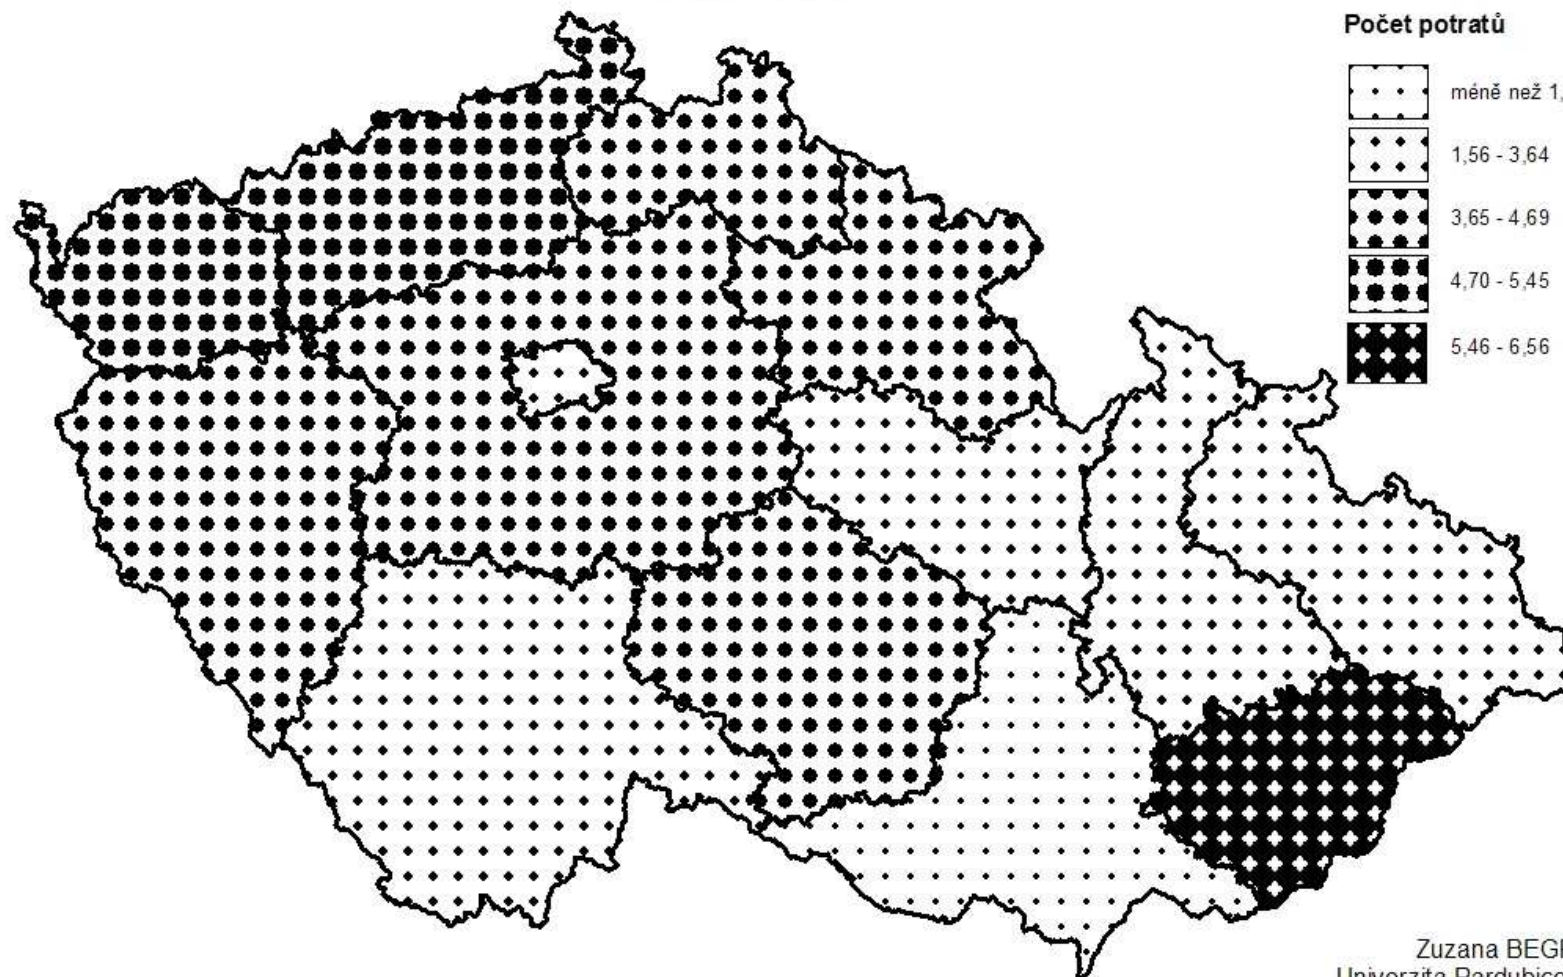 Počet potratů
méně než 1,
1,56 - 3,64
3,65 - 4,69
4,70 - 5,45
5,46 - 6,56
Zuzana
Univerzita